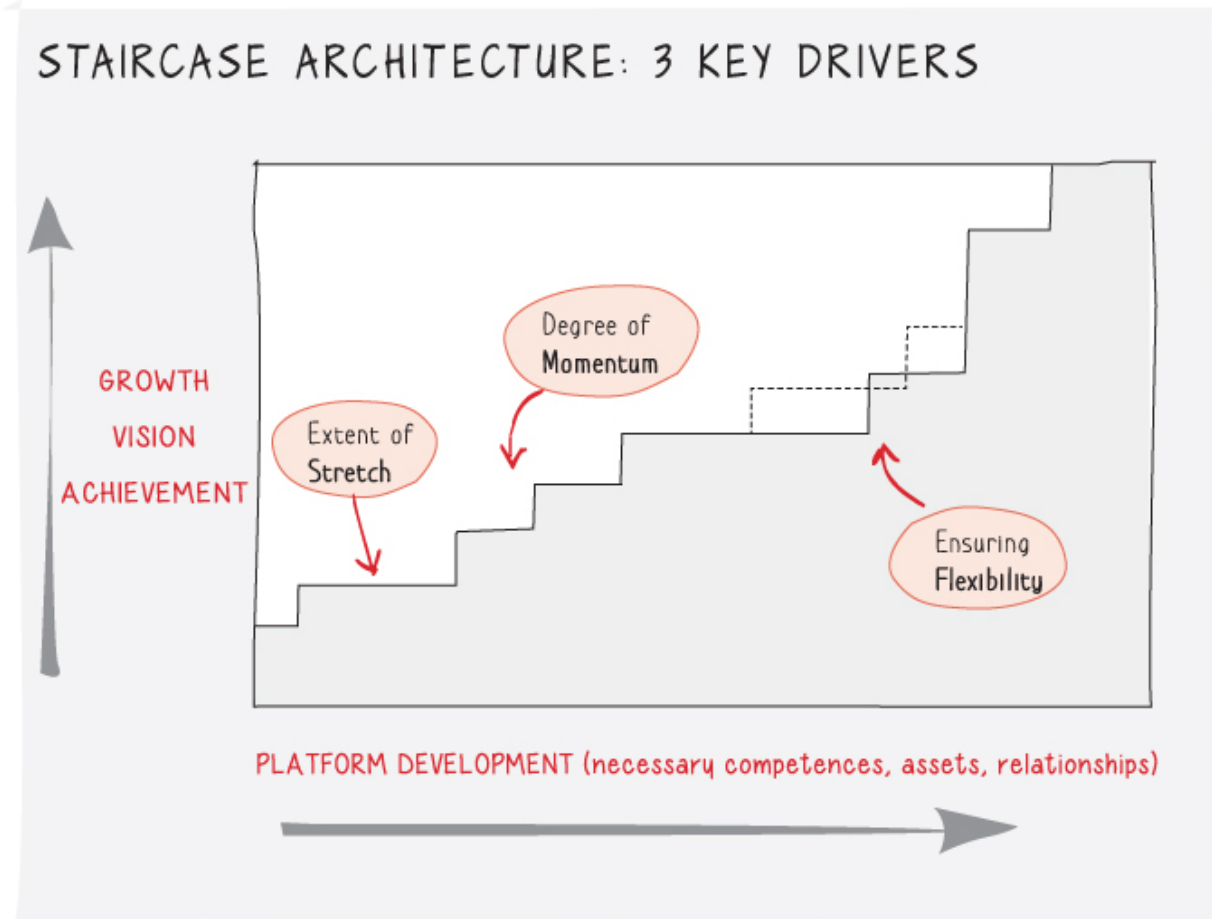 STAIRCASE ARCHITECTURE: 3 KEY DRIVERS
GROWTH
VISION
ACHIEVEMENT
Extent of
Stretch
Degree of
Momentum
Ensuring
Flexibility
PLATFORM DEVELOPMENT (necessary competences, assets, relationships)